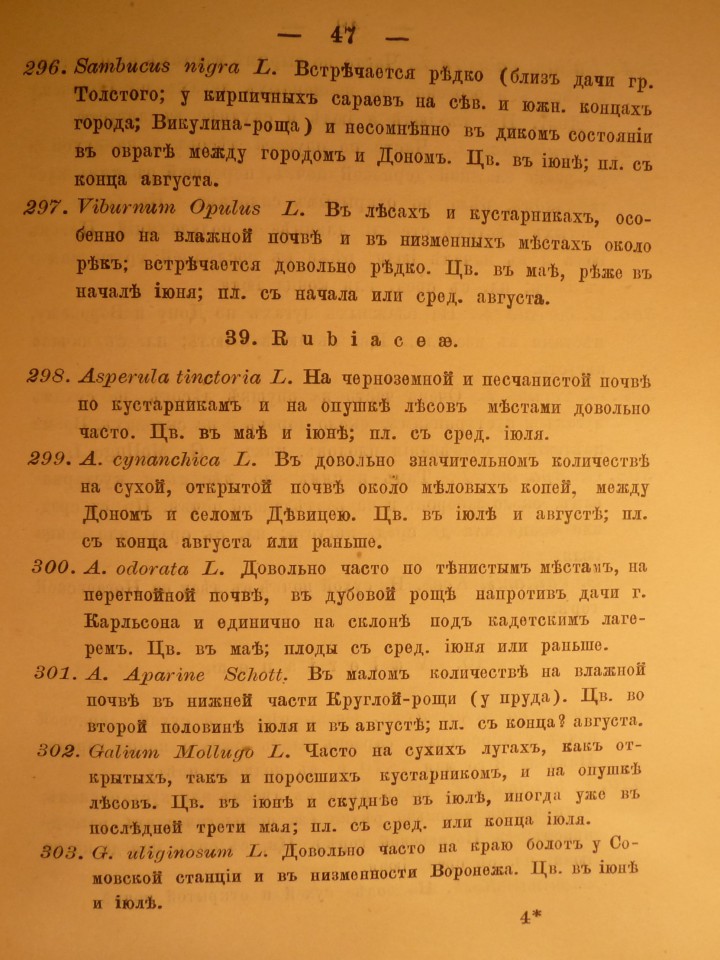 — 47 —
296. Sambucus nigra L. Встрѣчается рѣдко (близъ дачи гр.
Толстого; у кирпичныхъ сараевъ на сѣв. и южн. концахъ
города; Викулина-роща) и несомнѣнно въ дикомъ состояніи
въ оврагѣ между городомъ и Дономъ. Цв. въ іюнѣ; пл. съ
конца августа.
297. Viburnum Opulus L. Въ лѣсахъ и кустарникахъ, осо-
бенно на влажной почвѣ и въ низменныхъ мѣстахъ около
рѣкъ; встрѣчается довольно рѣдко. Цв. въ маѣ, рѣже въ
началѣ іюня; пл. съ начала или сред. августа.
39. Rubiaceæ.
298. Asperula tinctoria L. На черноземной и песчанистой почвѣ
по кустарникамъ и на опушкѣ лѣсовъ мѣстами довольно
часто. Цв. въ маѣ и іюнѣ; пл. съ сред. іюля.
299. A. cynanchica L. Въ довольно значительномъ количествѣ
на сухой, открытой почвѣ около мѣловыхъ копей, между
Дономъ и селомъ Дѣвицею. Цв. въ іюлѣ и августѣ; пл.
съ конца августа или раньше.
300. A. odorata L. Довольно часто по тѣнистымъ мѣстамъ, на
перегнойной почвѣ, въ дубовой рощѣ напротивъ дачи г.
Карльсона и единично на склонѣ подъ кадетскимъ лаге-
ремъ. Цв. въ маѣ; плоды съ сред. іюня или раньше.
301. A. Aparine Schott. Въ маломъ количествѣ на влажной
почвѣ въ нижней части Круглой-рощи (у пруда). Цв. во
второй половинѣ іюля и въ августѣ; пл. съ конца? августа.
302. Galium Mollugo L. Часто на сухихъ лугахъ, какъ от-
крытыхъ, такъ и поросшихъ кустарникомъ, и на опушкѣ
лѣсовъ. Цв. въ іюнѣ и скуднѣе въ іюлѣ, иногда уже въ
послѣдней трети мая; пл. съ сред. или конца іюля.
303. G. uliginosum L. Довольно часто на краю болотъ у Со-
мовской станціи и въ низменности Воронежа. Цв. въ іюнѣ
и іюлѣ.
4*